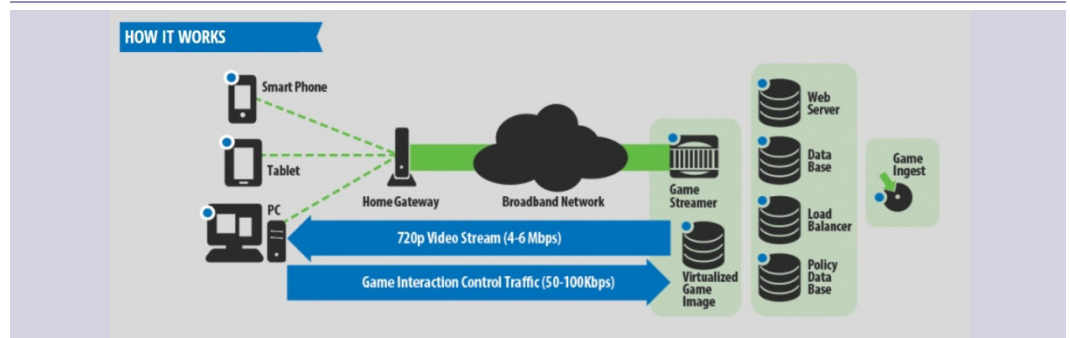 HOW IT WORKS
Smart Phone
Tablet
PC
Home Gateway
Broadband Network
720p Video Stream (4-6 Mbps)
Game Interaction Control Traffic (50-100Kbps)
Game
Streamer
Virtualized
Game
Image
Web
Server
Data
Base
Load
Balancer
Policy
Data
Base
Game
Ingest